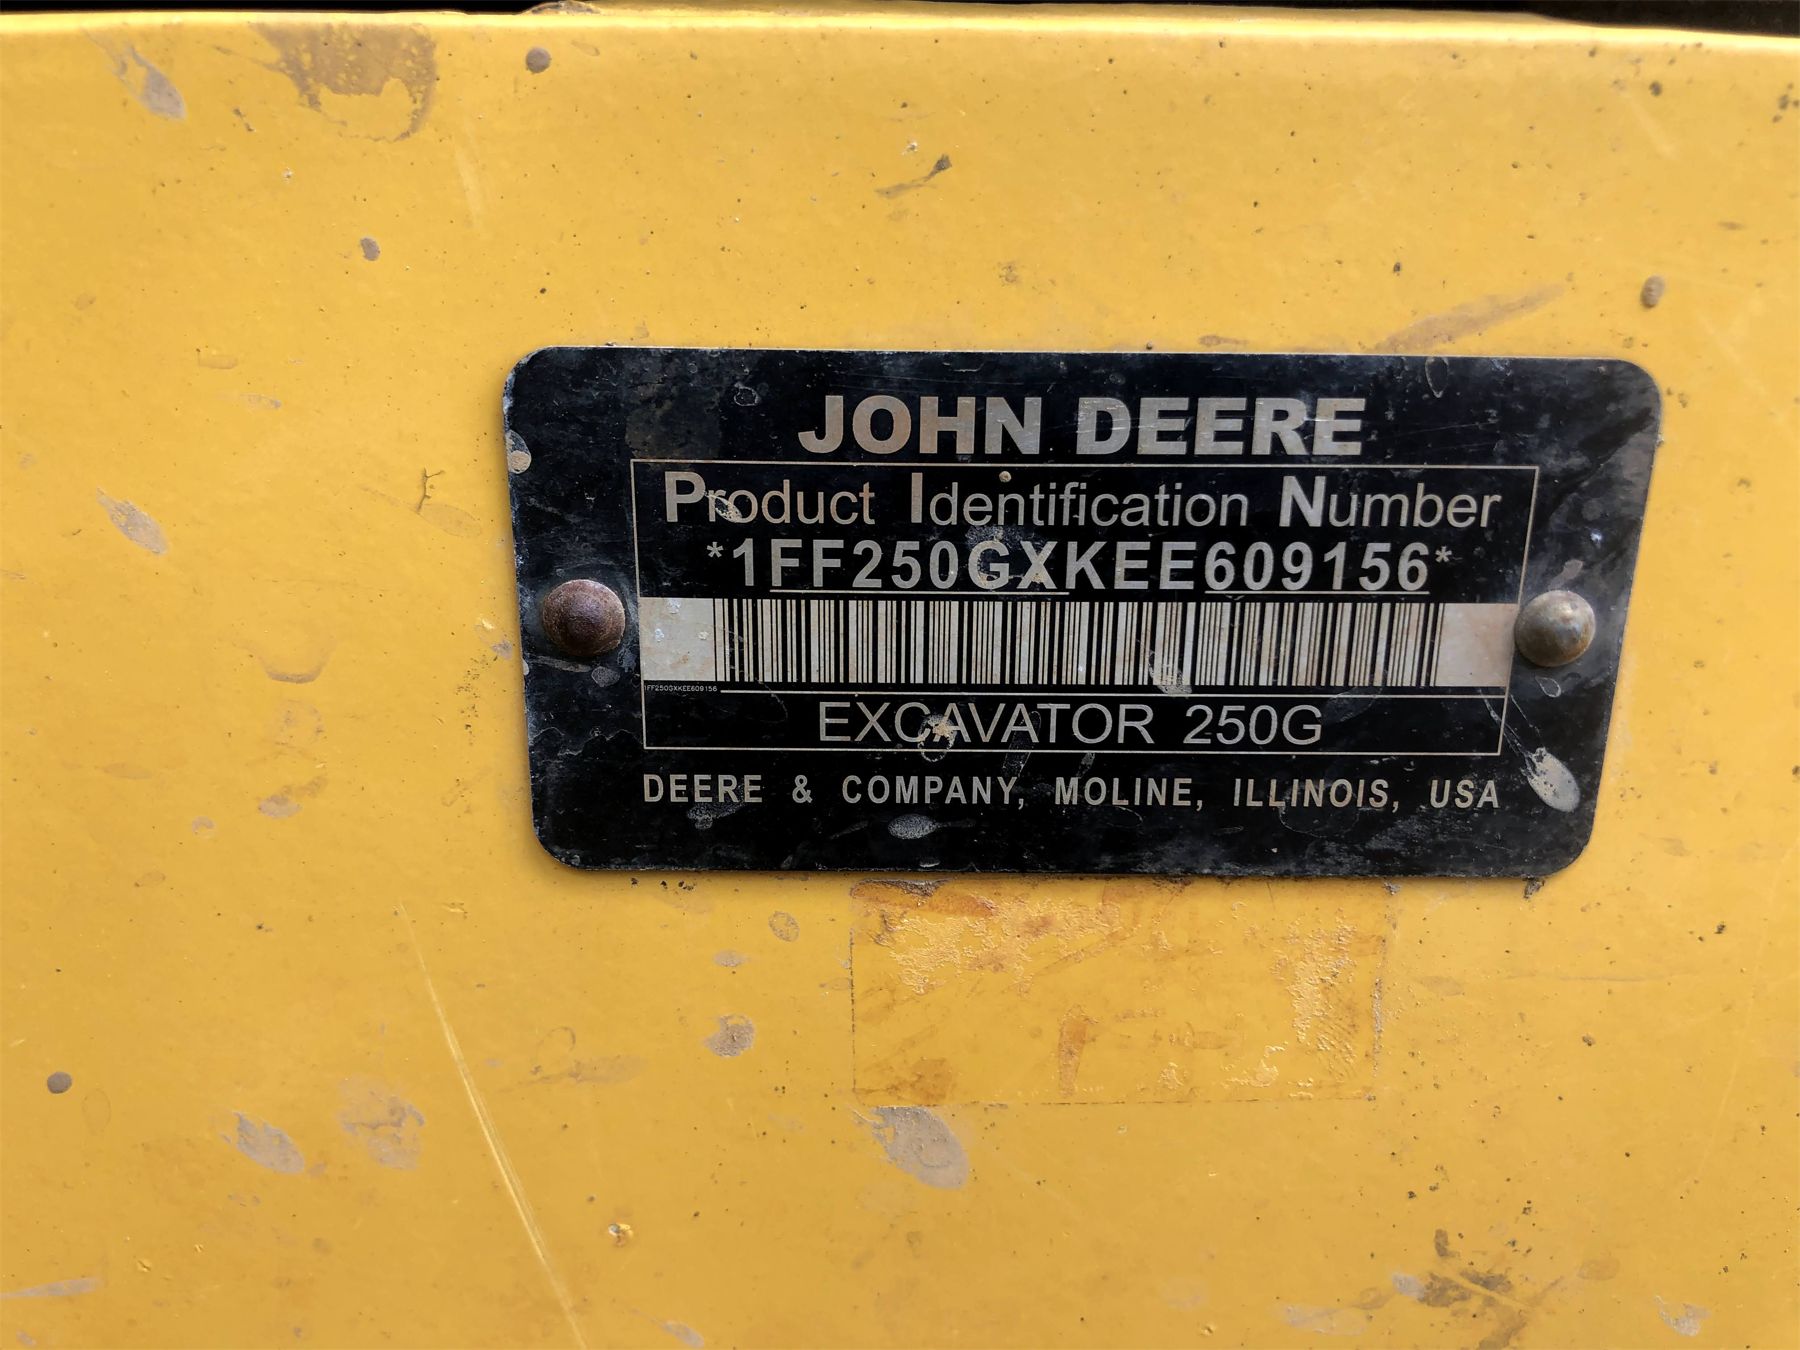 JOHN DEERE
Product Identification Number
*1FF250GXKEE609156*
1FF250GXKEE609156
EXCAVATOR 250G
DEERE & COMPANY, MOLINE, ILLINOIS, USA